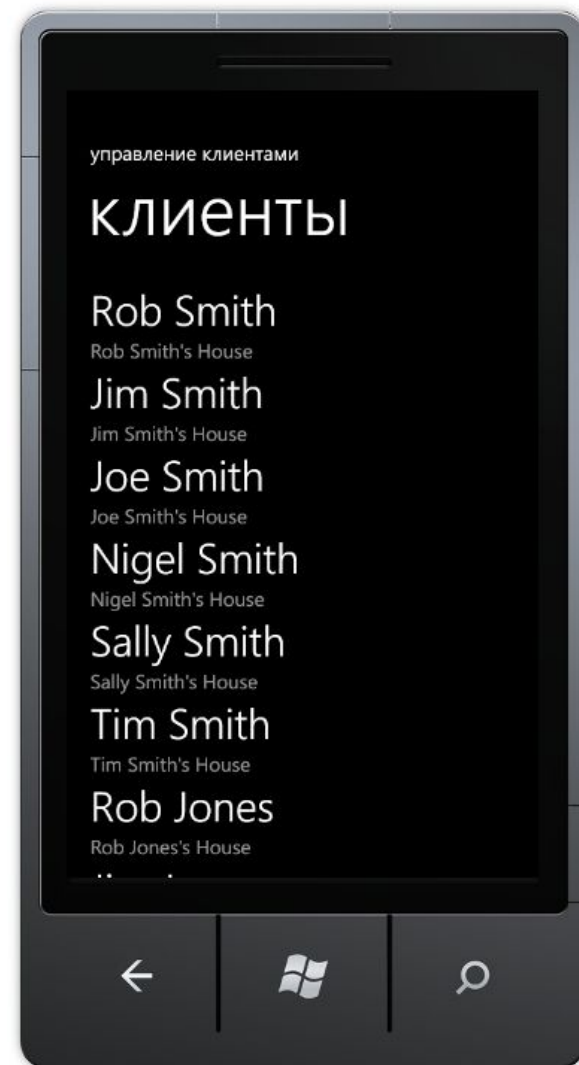 управление клиентами
клиенты
Rob Smith
Rob Smith's House
Jim Smith
Jim Smith's House
Joe Smith
Joe Smith's House
Nigel Smith
Nigel Smith's House
Sally Smith
Sally Smith's House
Tim Smith
Tim Smith's House
Rob Jones
Rob Jones's House